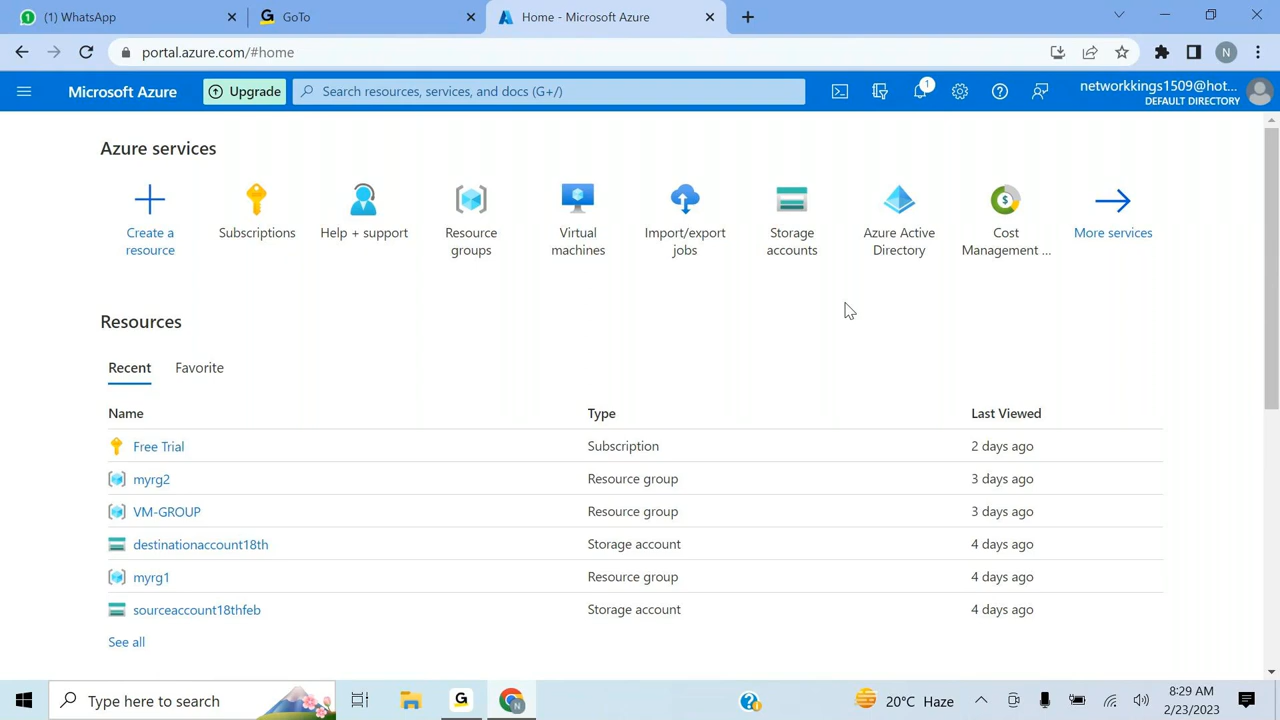 (1) WhatsApp
GoTo
Home - Microsoft Azure
portal.azure.com/#home
N
Microsoft Azure
Upgrade
Search resources, services, and docs (G+/)
1
networkkings1509@hot...
DEFAULT DIRECTORY
Azure services
Create a resource
Subscriptions
Help + support
Resource groups
Virtual machines
Import/export jobs
Storage accounts
Azure Active Directory
Cost Management ...
More services
Resources
Recent
Favorite
Name Type Last Viewed
Free Trial Subscription 2 days ago
myrg2 Resource group 3 days ago
VM-GROUP Resource group 3 days ago
destinationaccount18th Storage account 4 days ago
myrg1 Resource group 4 days ago
sourceaccount18thfeb Storage account 4 days ago
See all
Type here to search
20°C Haze
8:29 AM
2/23/2023